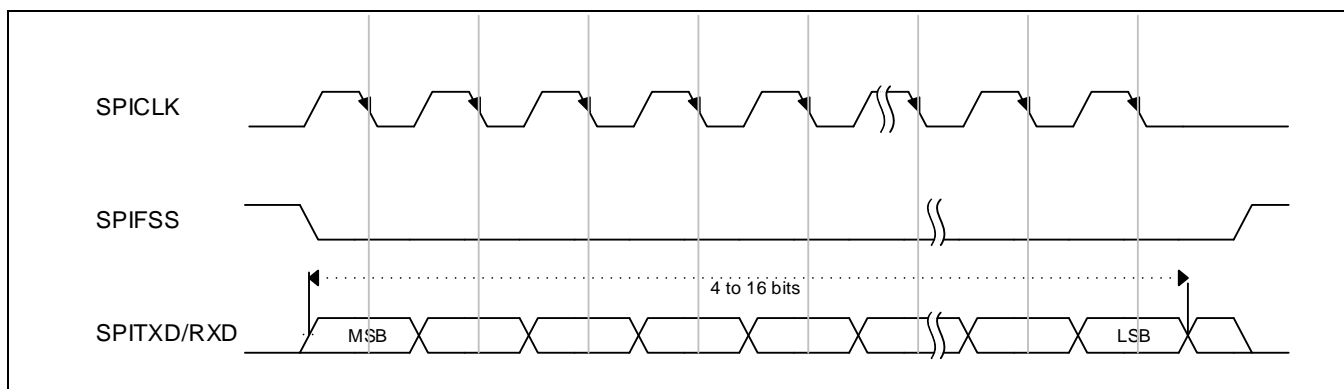 SPICLK
SPIFSS
4 to 16 bits
SPITXD/RXD
MSB
LSB